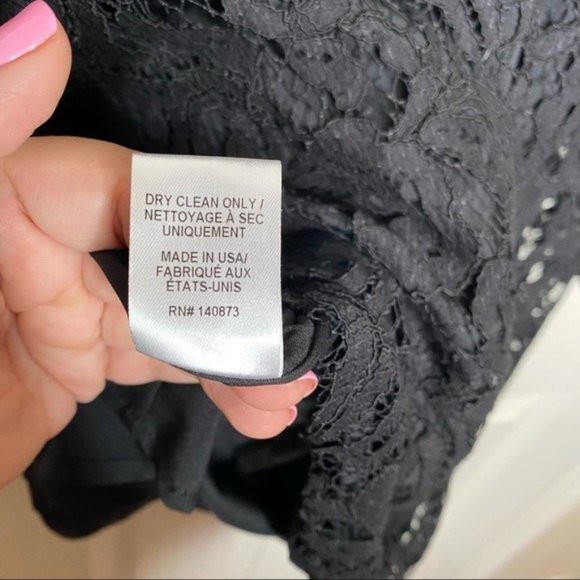 DRY CLEAN ONLY/
NETTOYAGE À SEC
UNIQUEMENT
MADE IN USA/
FABRIQUÉ AUX
ÉTATS-UNIS
RN# 140873